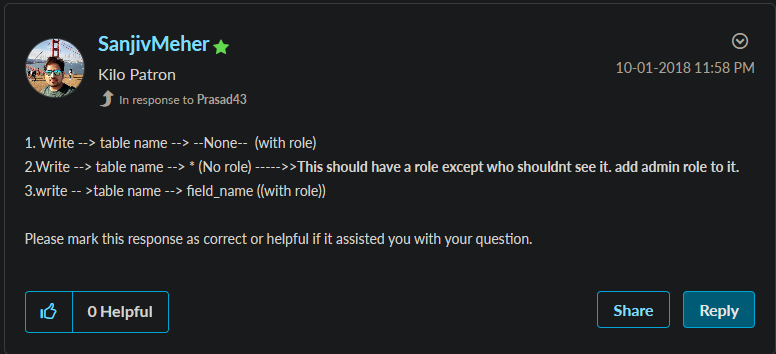 SanjivMeher
Kilo Patron
10-01-2018 11:58 PM
In response to Prasad43
1. Write --> table name --> --None--  (with role)
2.Write --> table name --> * (No role) ----->>This should have a role except who shouldnt see it. add admin role to it.
3.write -- >table name --> field_name ((with role))
Please mark this response as correct or helpful if it assisted you with your question.
0 Helpful
Share
Reply